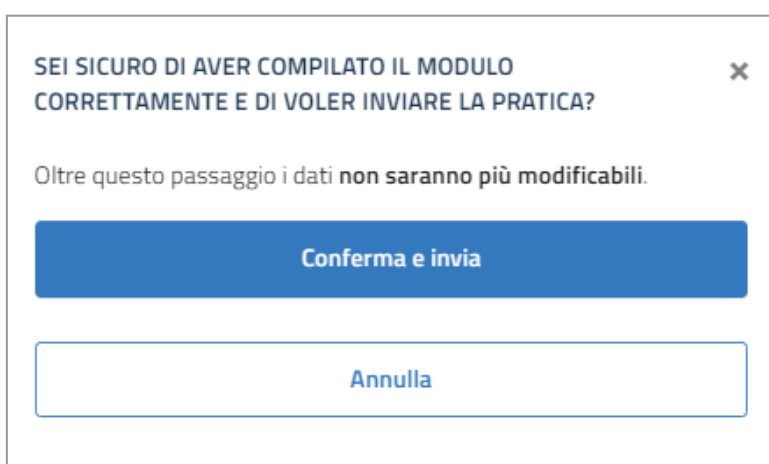 SEI SICURO DI AVER COMPILATO IL MODULO
CORRETTAMENTE E DI VOLER INVIARE LA PRATICA?
Oltre questo passaggio i dati non saranno più modificabili.
Conferma e invia
Annulla